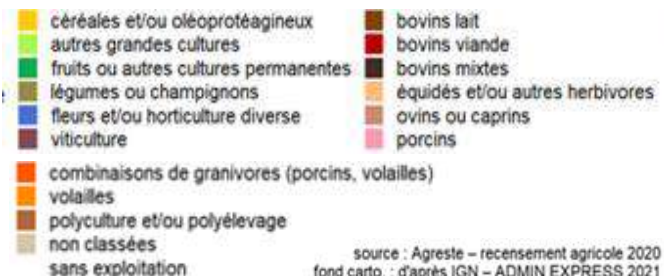 céréales et/ou oléoprotéagineux
autres grandes cultures
fruits ou autres cultures permanentes
légumes ou champignons
fleurs et/ou horticulture diverse
viticulture
bovins lait
bovins viande
bovins mixtes
équidés et/ou autres herbivores
ovins ou caprins
porcins
combinaisons de granivores (porcins, volailles)
volailles
polyculture et/ou polyélevage
non classées
sans exploitation
source : Agreste – recensement agricole 2020
fond carto. : d'après IGN – ADMIN EXPRESS 2021